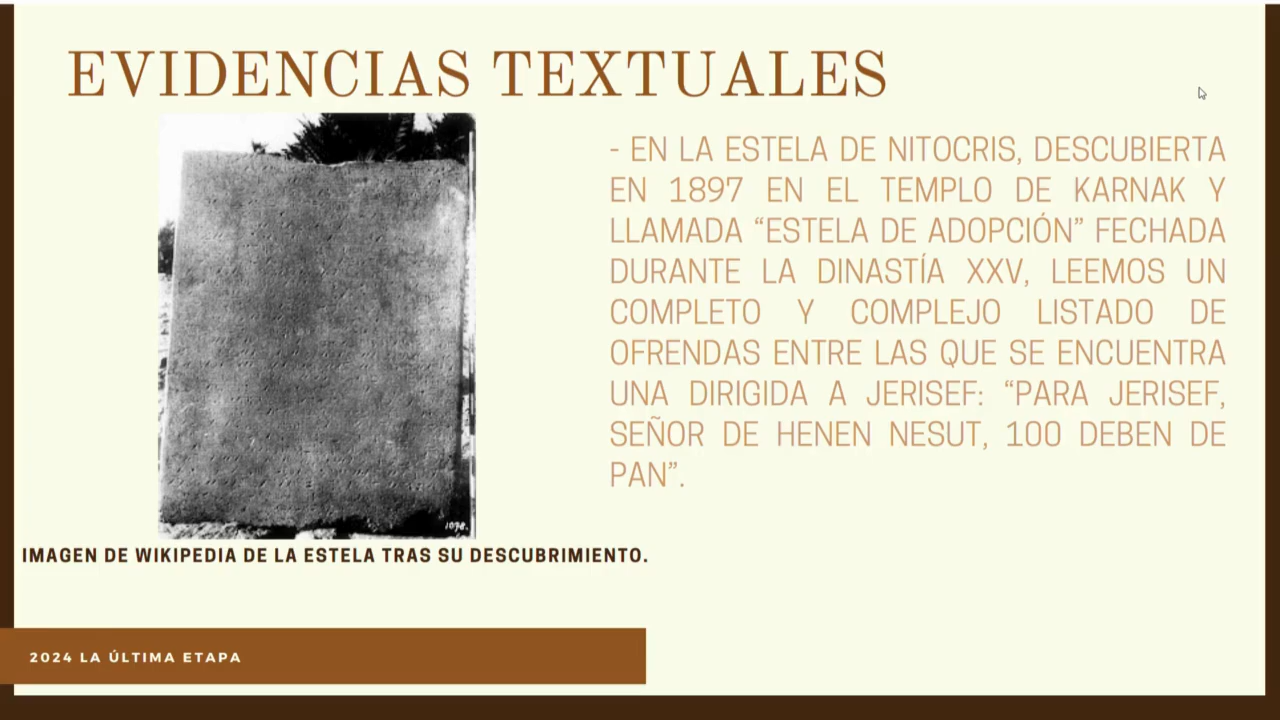 EVIDENCIAS TEXTUALES
- EN LA ESTELA DE NITOCRIS, DESCUBIERTA
EN 1897 EN EL TEMPLO DE KARNAK Y
LLAMADA “ESTELA DE ADOPCIÓN” FECHADA
DURANTE LA DINASTÍA XXV, LEEMOS UN
COMPLETO Y COMPLEJO LISTADO DE
OFRENDAS ENTRE LAS QUE SE ENCUENTRA
UNA DIRIGIDA A JERISEF: “PARA JERISEF,
SEÑOR DE HENEN NESUT, 100 DEBEN DE
PAN”.
IMAGEN DE WIKIPEDIA DE LA ESTELA TRAS SU DESCUBRIMIENTO.
2024 LA ÚLTIMA ETAPA